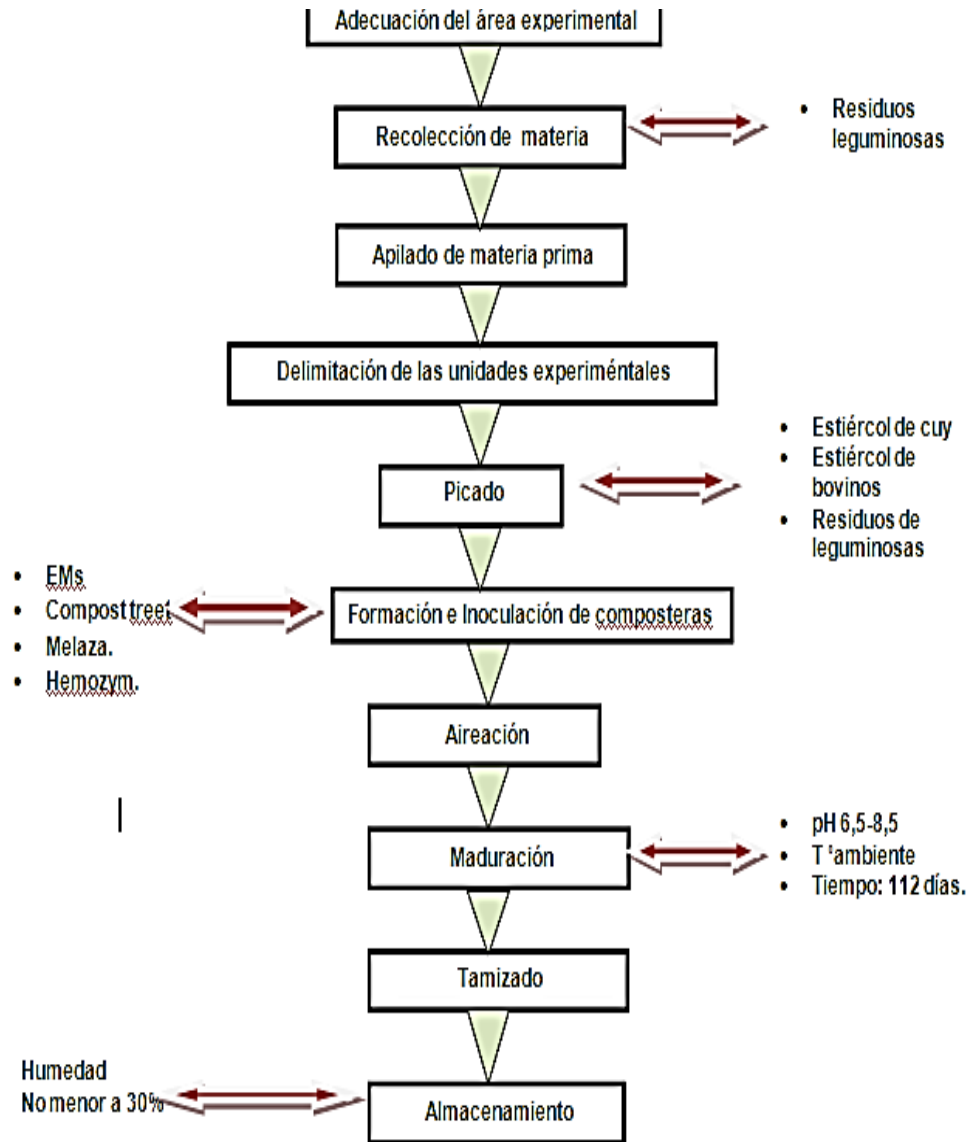 Adecuación del área experimental
Recolección de materia
• Residuos
leguminosas
Apilado de materia prima
Delimitación de las unidades experiméntales
Picado
• Estiércol de cuy
• Estiércol de
bovinos
• Residuos de
leguminosas
• EMs
• Compost treet
• Melaza.
• Hemozym.
Formación e Inoculación de composteras
Aireación
Maduración
• pH 6,5-8,5
• T °ambiente
• Tiempo: 112 días.
Tamizado
Humedad
No menor a 30%
Almacenamiento